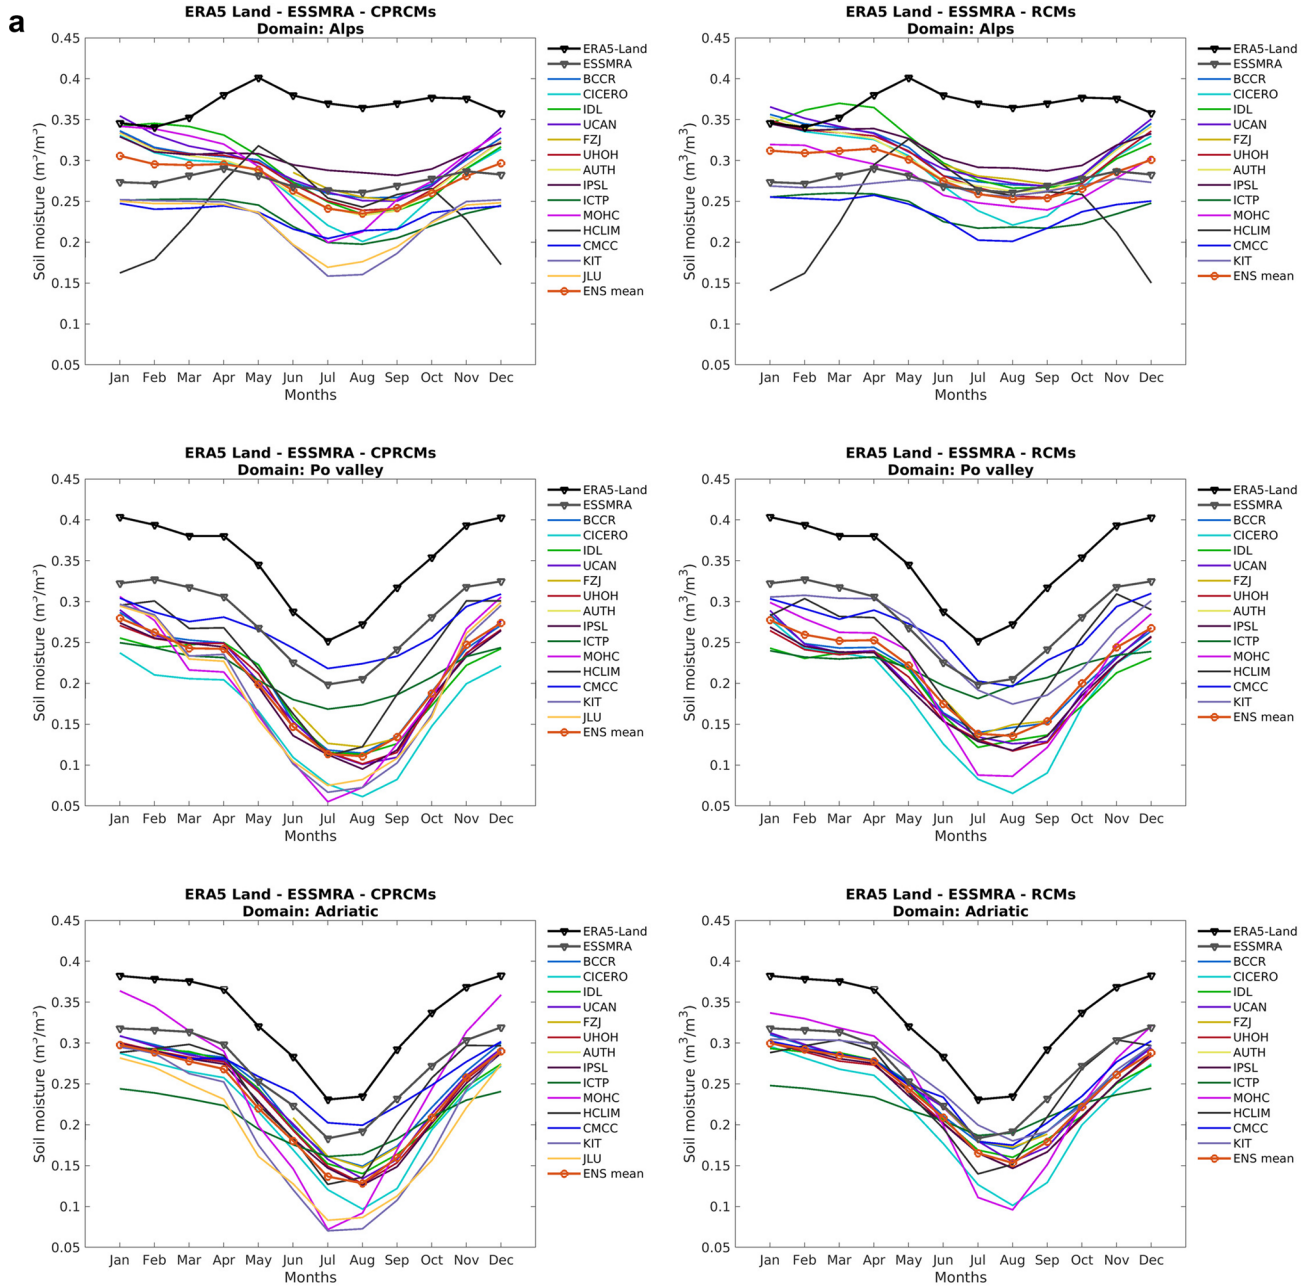 a
ERA5 Land - ESSMRA - CPRCMs
Domain: Alps
Soil moisture (m³/m³)
0.45
0.4
0.35
0.3
0.25
0.2
0.15
0.1
0.05
Jan Feb Mar Apr May Jun Jul Aug Sep Oct Nov Dec
Months
ERA5-Land
ESSMRA
BCCR
CICERO
IDL
UCAN
FZJ
UHOH
AUTH
IPSL
ICTP
MOHC
HCLIM
CMCC
KIT
JLU
ENS mean
ERA5 Land - ESSMRA - RCMs
Domain: Alps
Soil moisture (m³/m³)
0.45
0.4
0.35
0.3
0.25
0.2
0.15
0.1
0.05
Jan Feb Mar Apr May Jun Jul Aug Sep Oct Nov Dec
Months
ERA5-Land
ESSMRA
BCCR
CICERO
IDL
UCAN
FZJ
UHOH
AUTH
IPSL
ICTP
MOHC
HCLIM
CMCC
KIT
ENS mean
ERA5 Land - ESSMRA - CPRCMs
Domain: Po valley
Soil moisture (m³/m³)
0.45
0.4
0.35
0.3
0.25
0.2
0.15
0.1
0.05
Jan Feb Mar Apr May Jun Jul Aug Sep Oct Nov Dec
Months
ERA5-Land
ESSMRA
BCCR
CICERO
IDL
UCAN
FZJ
UHOH
AUTH
IPSL
ICTP
MOHC
HCLIM
CMCC
KIT
JLU
ENS mean
ERA5 Land - ESSMRA - RCMs
Domain: Po valley
Soil moisture (m³/m³)
0.45
0.4
0.35
0.3
0.25
0.2
0.15
0.1
0.05
Jan Feb Mar Apr May Jun Jul Aug Sep Oct Nov Dec
Months
ERA5-Land
ESSMRA
BCCR
CICERO
IDL
UCAN
FZJ
UHOH
AUTH
IPSL
ICTP
MOHC
HCLIM
CMCC
KIT
ENS mean
ERA5 Land - ESSMRA - CPRCMs
Domain: Adriatic
Soil moisture (m³/m³)
0.45
0.4
0.35
0.3
0.25
0.2
0.15
0.1
0.05
Jan Feb Mar Apr May Jun Jul Aug Sep Oct Nov Dec
Months
ERA5-Land
ESSMRA
BCCR
CICERO
IDL
UCAN
FZJ
UHOH
AUTH
IPSL
ICTP
MOHC
HCLIM
CMCC
KIT
JLU
ENS mean
ERA5 Land - ESSMRA - RCMs
Domain: Adriatic
Soil moisture (m³/m³)
0.45
0.4
0.35
0.3
0.25
0.2
0.15
0.1
0.05
Jan Feb Mar Apr May Jun Jul Aug Sep Oct Nov Dec
Months
ERA5-Land
ESSMRA
BCCR
CICERO
IDL
UCAN
FZJ
UHOH
AUTH
IPSL
ICTP
MOHC
HCLIM
CMCC
KIT
ENS mean